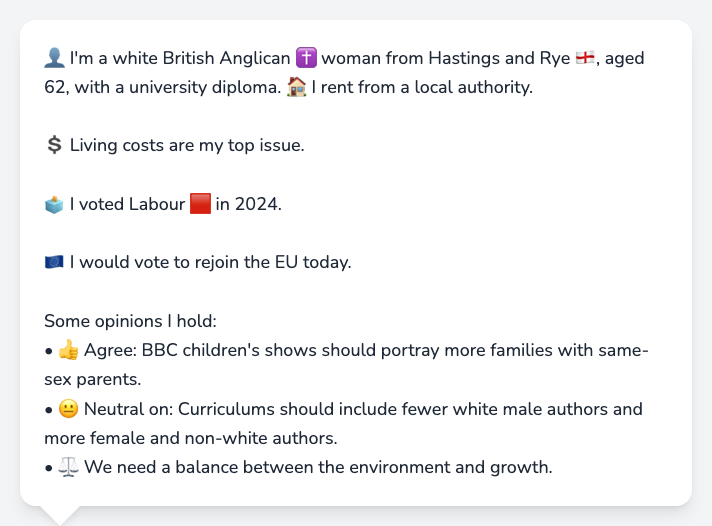 👤 I'm a white British Anglican ✝️ woman from Hastings and Rye 🏴󠁧󠁢󠁥󠁮󠁧󠁿, aged
62, with a university diploma. 🏠 I rent from a local authority.
💲 Living costs are my top issue.
🗳️ I voted Labour 🟥 in 2024.
🇪🇺 I would vote to rejoin the EU today.
Some opinions I hold:
• 👍 Agree: BBC children's shows should portray more families with same-
sex parents.
• 😐 Neutral on: Curriculums should include fewer white male authors and
more female and non-white authors.
• ⚖️ We need a balance between the environment and growth.